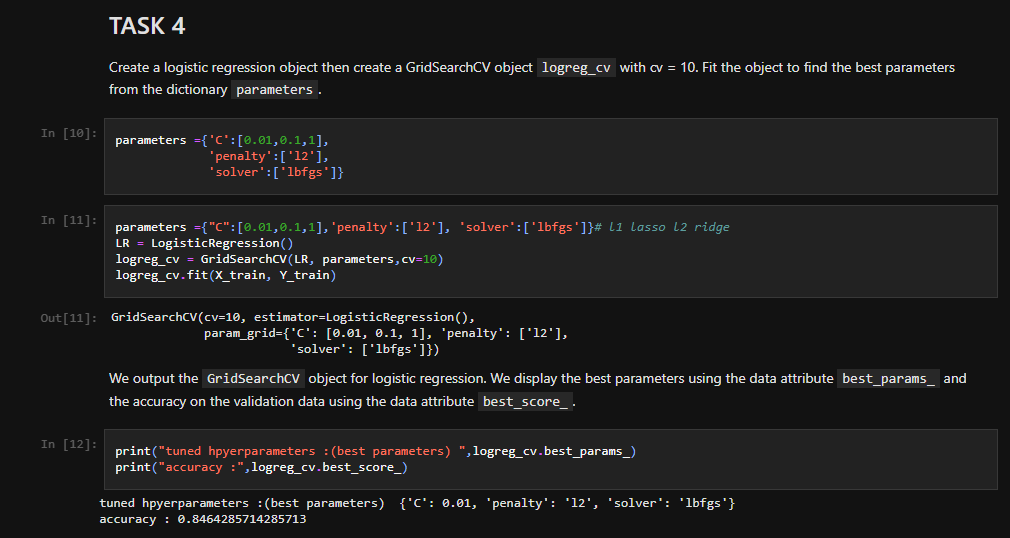 TASK 4
Create a logistic regression object then create a GridSearchCV object logreg_cv with cv = 10. Fit the object to find the best parameters
from the dictionary parameters.
In [10]:
parameters ={'C':[0.01,0.1,1],
'penalty':['l2'],
'solver':['lbfgs']}
In [11]:
parameters ={"C":[0.01,0.1,1],'penalty':['l2'], 'solver':['lbfgs']}# l1 lasso l2 ridge
LR = LogisticRegression()
logreg_cv = GridSearchCV(LR, parameters,cv=10)
logreg_cv.fit(X_train, Y_train)
Out[11]:
GridSearchCV(cv=10, estimator=LogisticRegression(),
param_grid={'C': [0.01, 0.1, 1], 'penalty': ['l2'],
'solver': ['lbfgs']})
We output the GridSearchCV object for logistic regression. We display the best parameters using the data attribute best_params_ and
the accuracy on the validation data using the data attribute best_score_.
In [12]:
print("tuned hpyerparameters :(best parameters) ",logreg_cv.best_params_)
print("accuracy :",logreg_cv.best_score_)
tuned hpyerparameters :(best parameters)  {'C': 0.01, 'penalty': 'l2', 'solver': 'lbfgs'}
accuracy : 0.8464285714285713